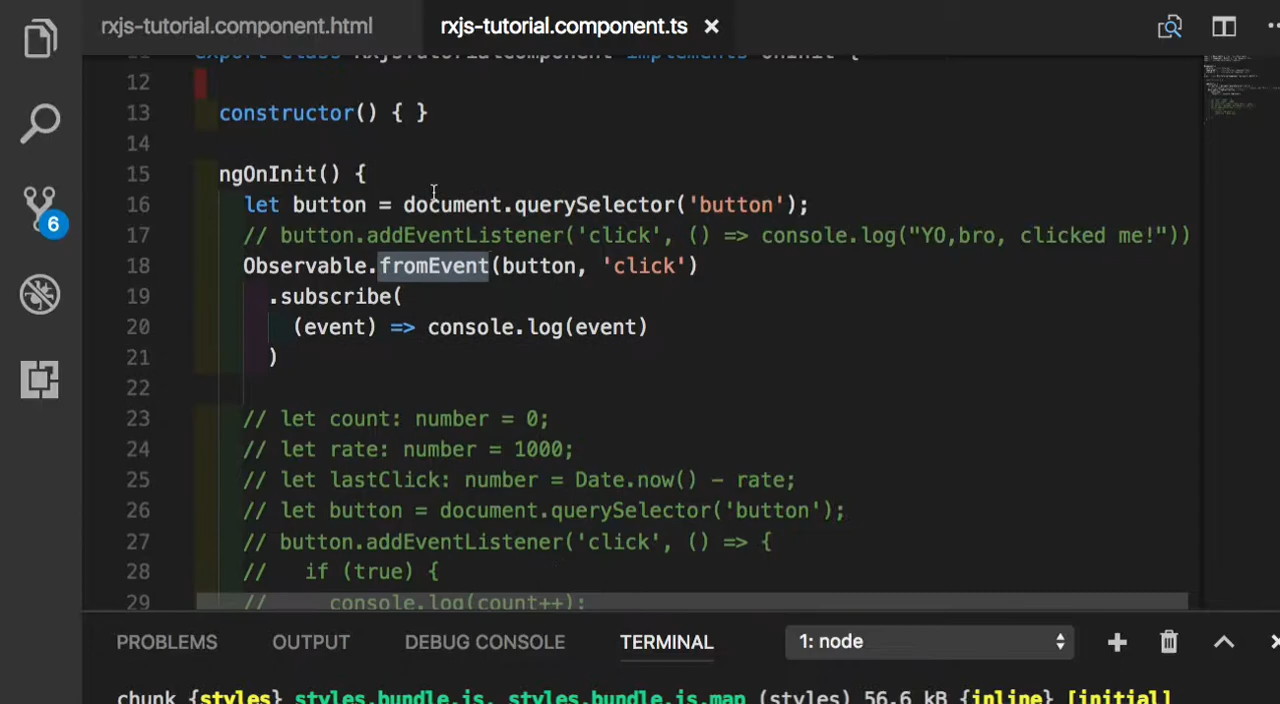 rxjs-tutorial.component.html rxjs-tutorial.component.ts ×
12
13 constructor() { }
14
15 ngOnInit() {
16 let button = document.querySelector('button');
17 // button.addEventListener('click', () => console.log("YO,bro, clicked me!"))
18 Observable.fromEvent(button, 'click')
19 .subscribe(
20 (event) => console.log(event)
21 )
22
23 // let count: number = 0;
24 // let rate: number = 1000;
25 // let lastClick: number = Date.now() - rate;
26 // let button = document.querySelector('button');
27 // button.addEventListener('click', () => {
28 // if (true) {
29 // console.log(count++);
6
PROBLEMS OUTPUT DEBUG CONSOLE TERMINAL 1: node
chunk {styles} styles.bundle.js, styles.bundle.js.map (styles) 56.6 kB {inline} [initial]